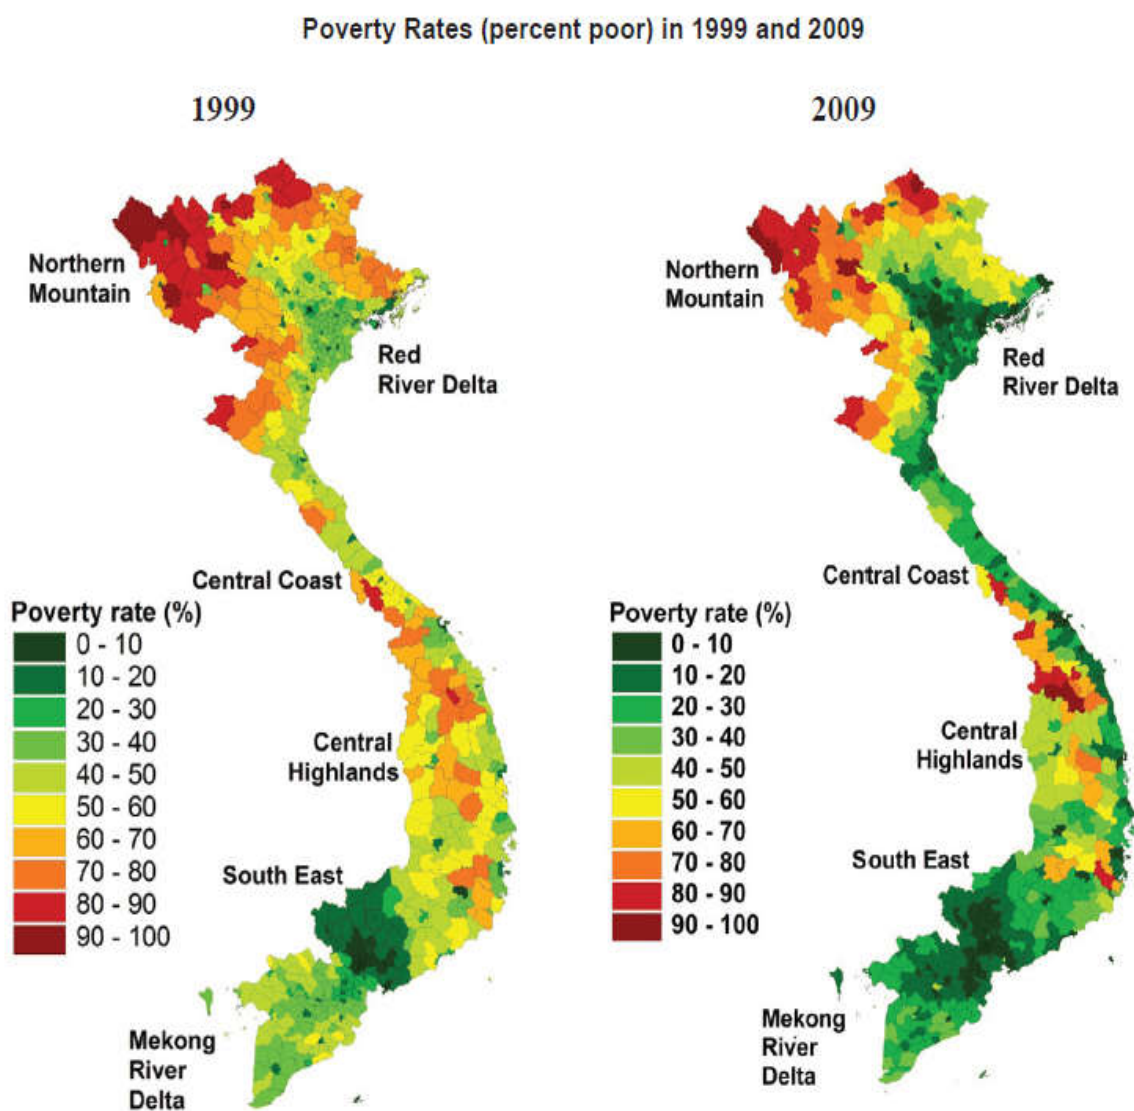 Poverty Rates (percent poor) in 1999 and 2009
1999
Northern
Mountain
Red
River Delta
Central Coast
Poverty rate (%)
0 - 10
10 - 20
20 - 30
30 - 40
40 - 50
50 - 60
60 - 70
70 - 80
80 - 90
90 - 100
Central
Highlands
South East
Mekong
River
Delta
2009
Northern
Mountain
Red
River Delta
Central Coast
Poverty rate (%)
0 - 10
10 - 20
20 - 30
30 - 40
40 - 50
50 - 60
60 - 70
70 - 80
80 - 90
90 - 100
Central
Highlands
South East
Mekong
River
Delta